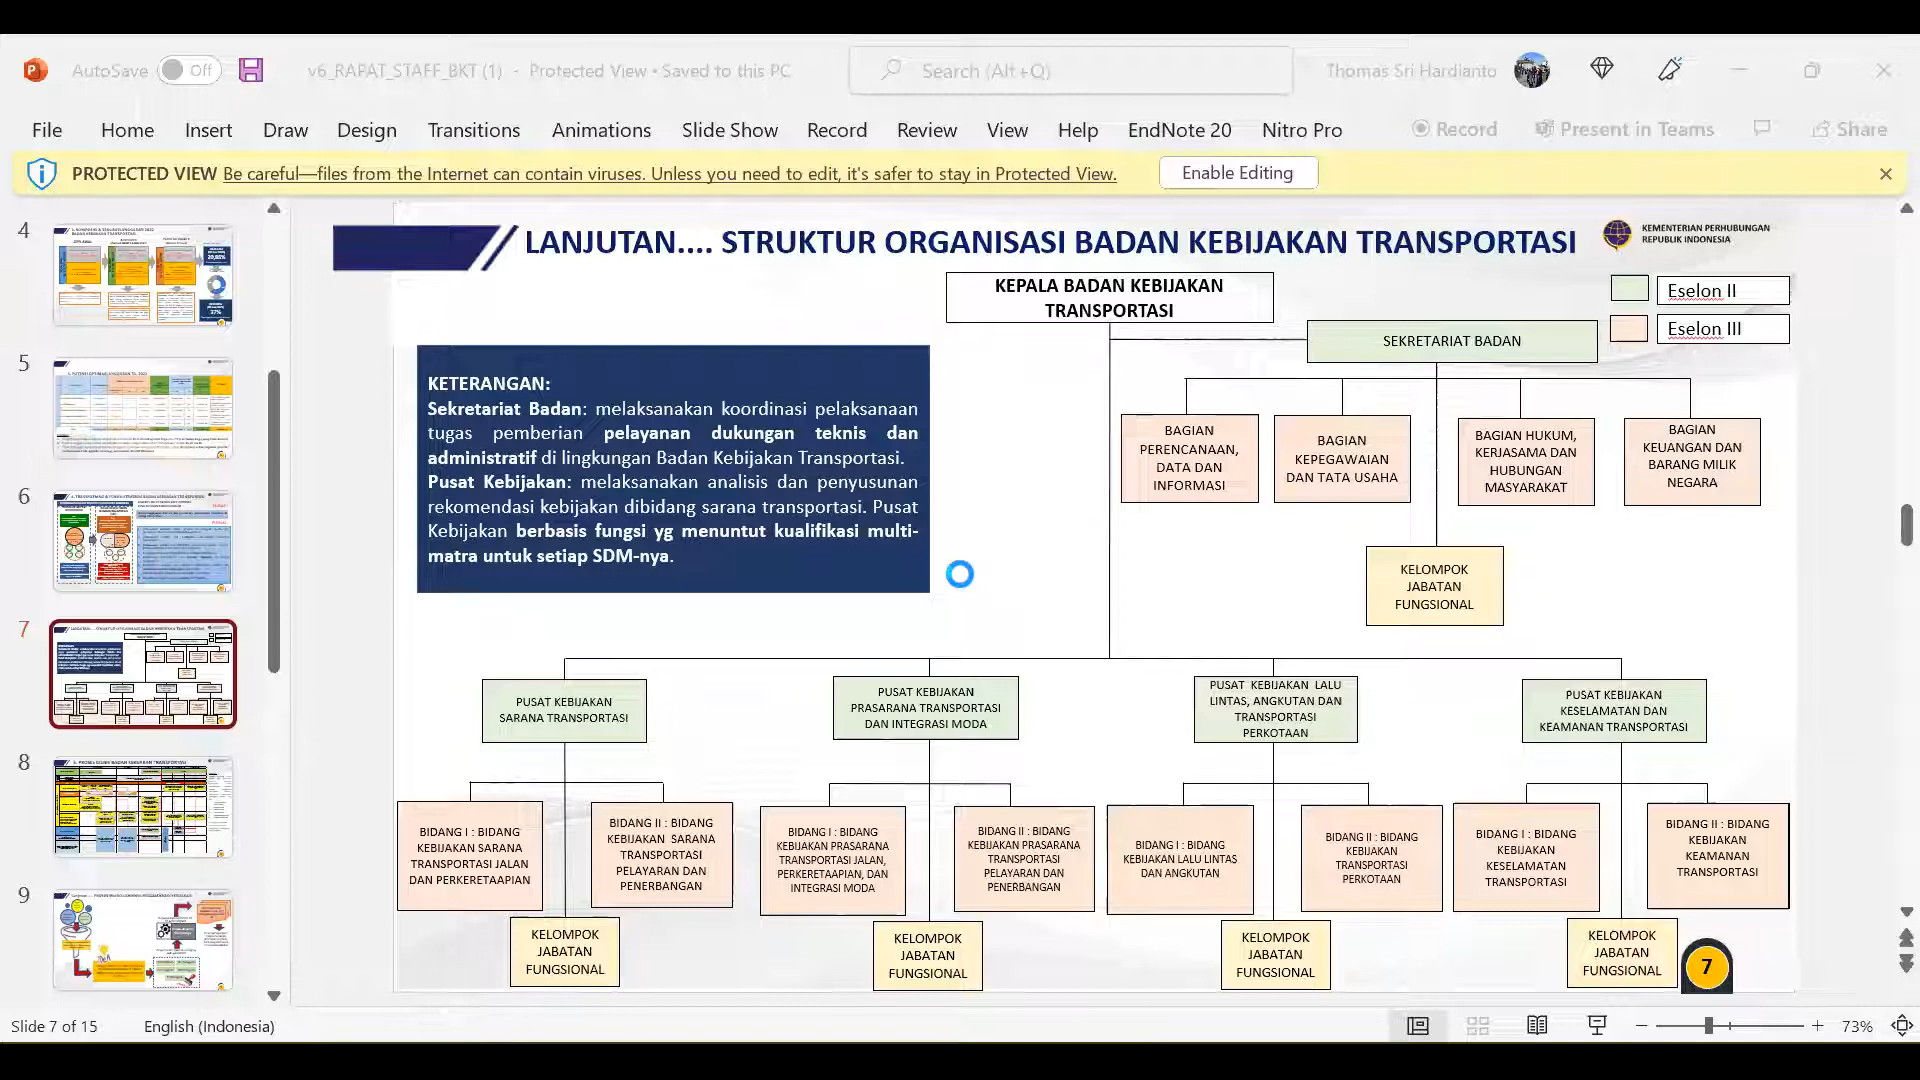 AutoSave
Off
v6_RAPAT_STAFF_BKT (1) - Protected View • Saved to this PC
Search (Alt+Q)
Thomas Sri Hardianto
File Home Insert Draw Design Transitions Animations Slide Show Record Review View Help EndNote 20 Nitro Pro
Record
Present in Teams
Share
PROTECTED VIEW Be careful—files from the Internet can contain viruses. Unless you need to edit, it's safer to stay in Protected View.
Enable Editing
4
5
6
7
8
9
LANJUTAN.... STRUKTUR ORGANISASI BADAN KEBIJAKAN TRANSPORTASI
KEMENTERIAN PERHUBUNGAN
REPUBLIK INDONESIA
KEPALA BADAN KEBIJAKAN
TRANSPORTASI
Eselon II
Eselon III
SEKRETARIAT BADAN
KETERANGAN:
Sekretariat Badan: melaksanakan koordinasi pelaksanaan
tugas pemberian pelayanan dukungan teknis dan
administratif di lingkungan Badan Kebijakan Transportasi.
Pusat Kebijakan: melaksanakan analisis dan penyusunan
rekomendasi kebijakan dibidang sarana transportasi. Pusat
Kebijakan berbasis fungsi yg menuntut kualifikasi multi-
matra untuk setiap SDM-nya.
BAGIAN
PERENCANAAN,
DATA DAN
INFORMASI
BAGIAN
KEPEGAWAIAN
DAN TATA USAHA
BAGIAN HUKUM,
KERJASAMA DAN
HUBUNGAN
MASYARAKAT
BAGIAN
KEUANGAN DAN
BARANG MILIK
NEGARA
KELOMPOK
JABATAN
FUNGSIONAL
PUSAT KEBIJAKAN
SARANA TRANSPORTASI
PUSAT KEBIJAKAN
PRASARANA TRANSPORTASI
DAN INTEGRASI MODA
PUSAT KEBIJAKAN LALU
LINTAS, ANGKUTAN DAN
TRANSPORTASI
PERKOTAAN
PUSAT KEBIJAKAN
KESELAMATAN DAN
KEAMANAN TRANSPORTASI
BIDANG I : BIDANG
KEBIJAKAN SARANA
TRANSPORTASI JALAN
DAN PERKERETAAPIAN
BIDANG II : BIDANG
KEBIJAKAN SARANA
TRANSPORTASI
PELAYARAN DAN
PENERBANGAN
BIDANG I : BIDANG
KEBIJAKAN PRASARANA
TRANSPORTASI JALAN,
PERKERETAAPIAN, DAN
INTEGRASI MODA
BIDANG II : BIDANG
KEBIJAKAN PRASARANA
TRANSPORTASI
PELAYARAN DAN
PENERBANGAN
BIDANG I : BIDANG
KEBIJAKAN LALU LINTAS
DAN ANGKUTAN
BIDANG II : BIDANG
KEBIJAKAN
TRANSPORTASI
PERKOTAAN
BIDANG I : BIDANG
KEBIJAKAN
KESELAMATAN
TRANSPORTASI
BIDANG II : BIDANG
KEBIJAKAN
KEAMANAN
TRANSPORTASI
KELOMPOK
JABATAN
FUNGSIONAL
KELOMPOK
JABATAN
FUNGSIONAL
KELOMPOK
JABATAN
FUNGSIONAL
KELOMPOK
JABATAN
FUNGSIONAL
7
Slide 7 of 15
English (Indonesia)
73%